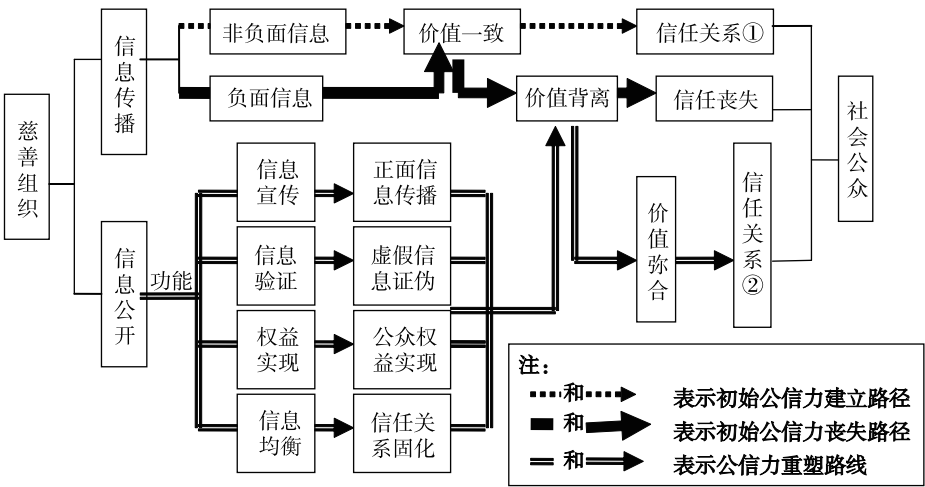 慈善组织
信息传播
信息公开
功能
非负面信息
价值一致
信任关系①
负面信息
价值背离
信任丧失
社会公众
信息
宣传
正面信
息传播
信息
验证
虚假信
息证伪
权益
实现
公众权
益实现
信息
均衡
信任关
系固化
价值弥合
信任关系②
注：
和
表示初始公信力建立路径
和
表示初始公信力丧失路径
和
表示公信力重塑路线